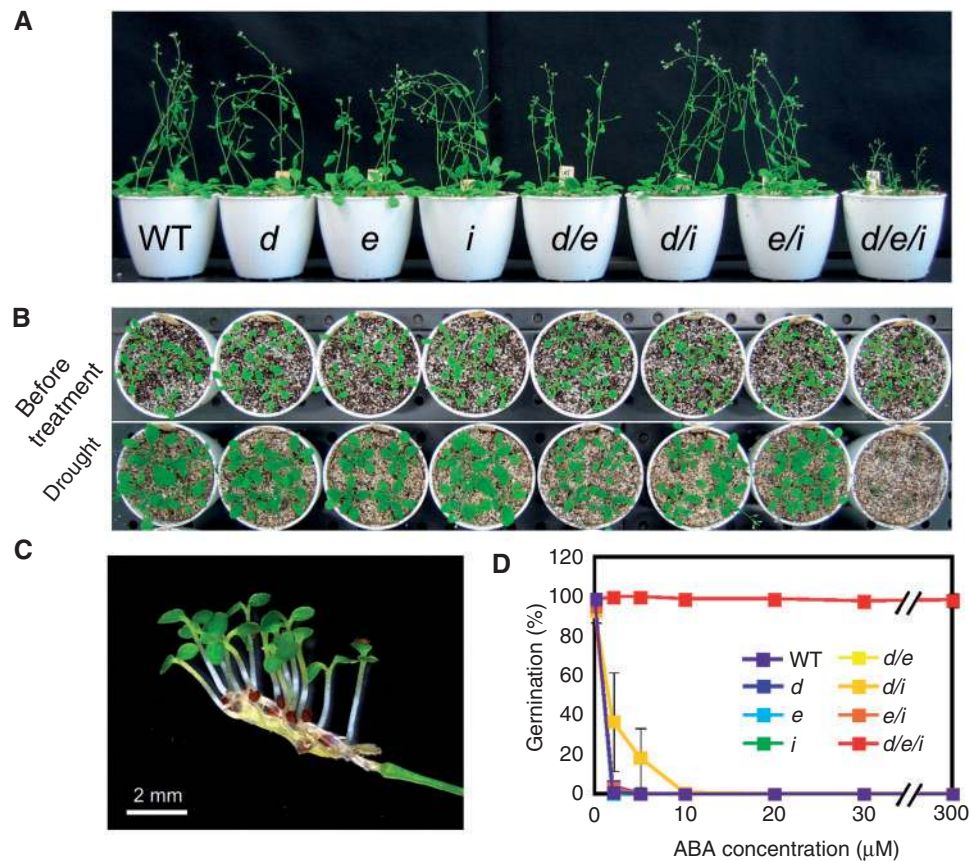 A
WT d e i d/e d/i e/i d/e/i
B
Before
treatment
Drought
C
2 mm
D
Germination (%)
120
100
80
60
40
20
0
WT
d
e
i
d/e
d/i
e/i
d/e/i
0 10 20 30 300
ABA concentration (μM)